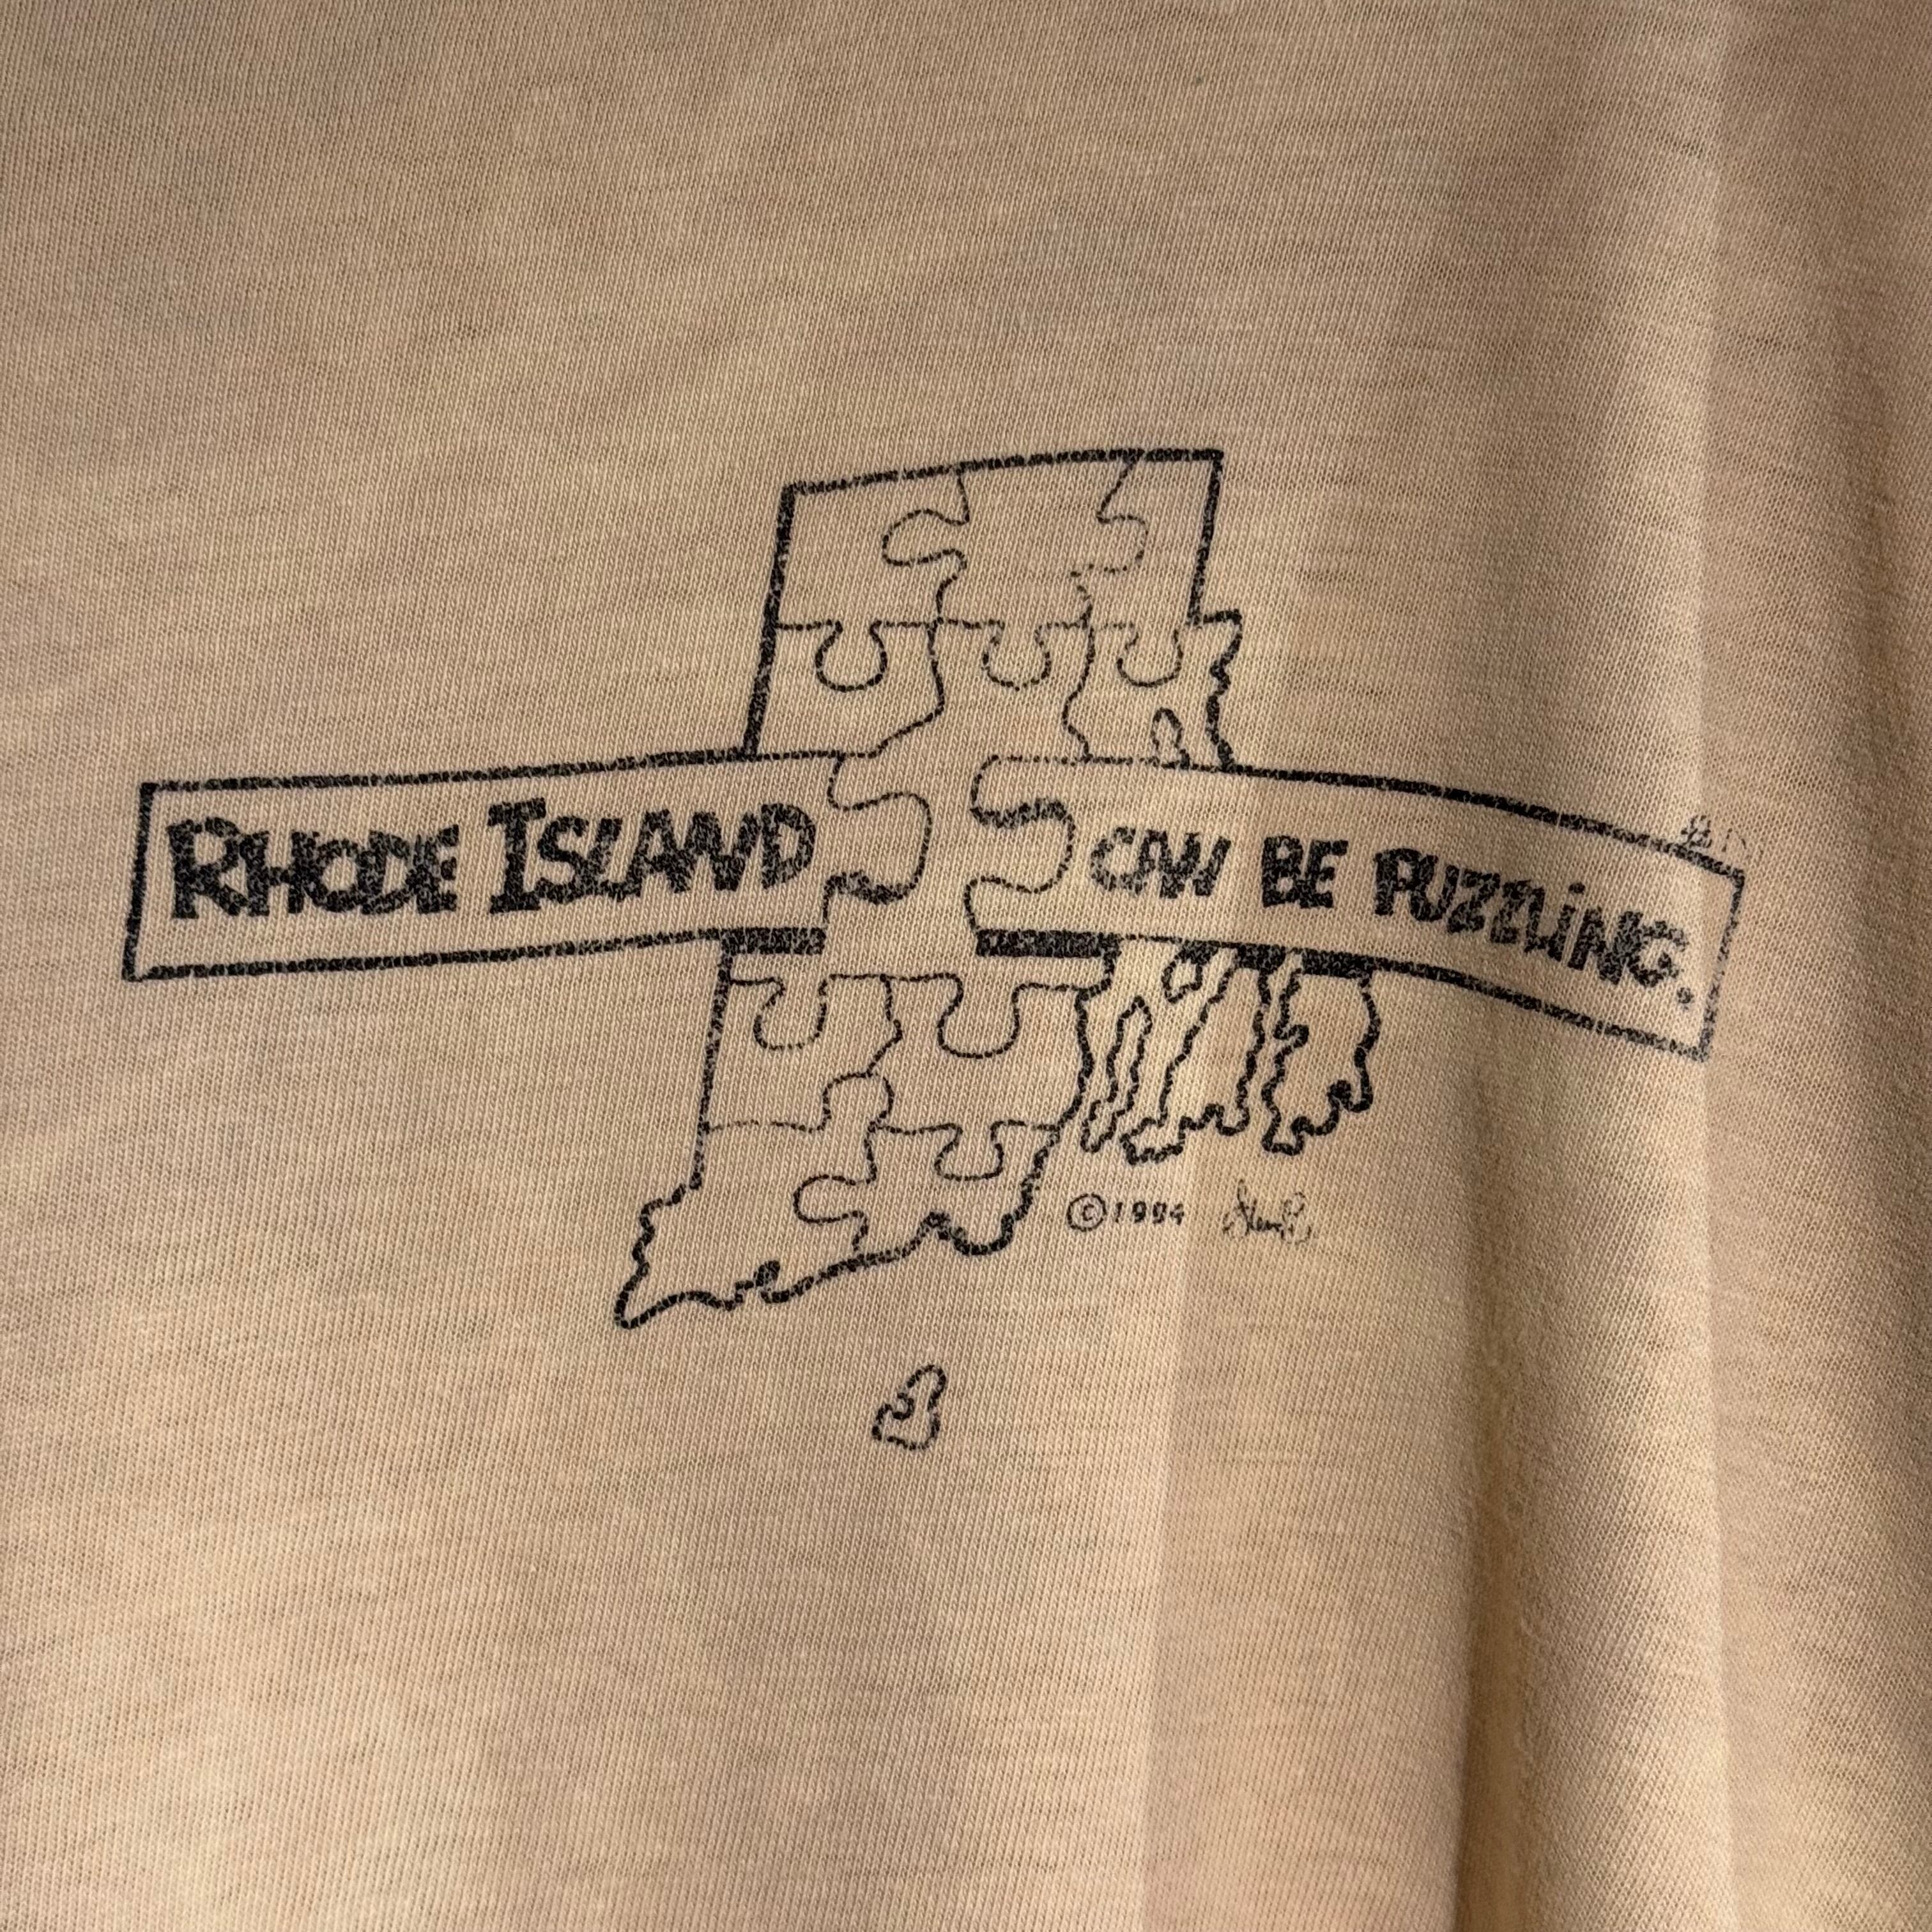 RHODE ISLAND CAN BE PUZZLiNG.
©1994